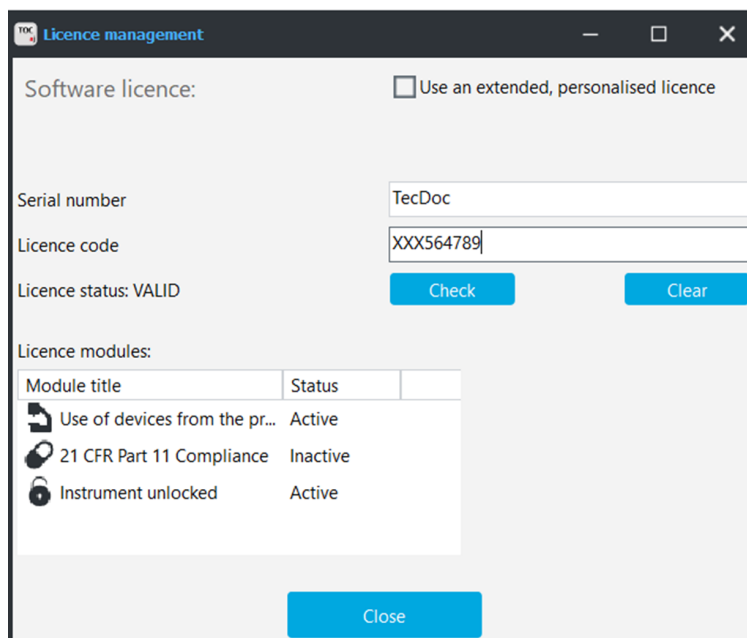 TOC
Licence management
Software licence:
Use an extended, personalised licence
Serial number
TecDoc
Licence code
XXX564789
Licence status: VALID
Check
Clear
Licence modules:
Module title Status
Use of devices from the pr... Active
21 CFR Part 11 Compliance Inactive
Instrument unlocked Active
Close